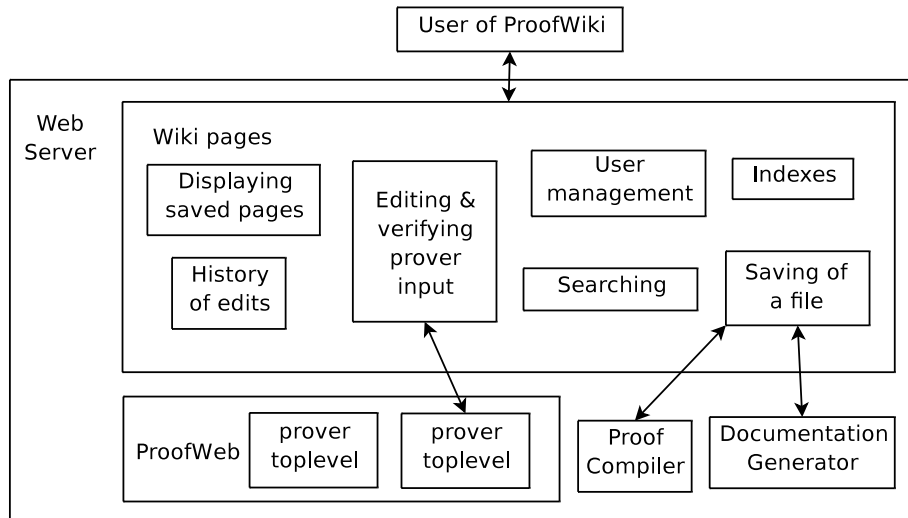 User of ProofWiki
Web
Server
Wiki pages
Displaying
saved pages
Editing &
verifying
prover
input
User
management
Indexes
History
of edits
Searching
Saving of
a file
ProofWeb
prover
toplevel
prover
toplevel
Proof
Compiler
Documentation
Generator